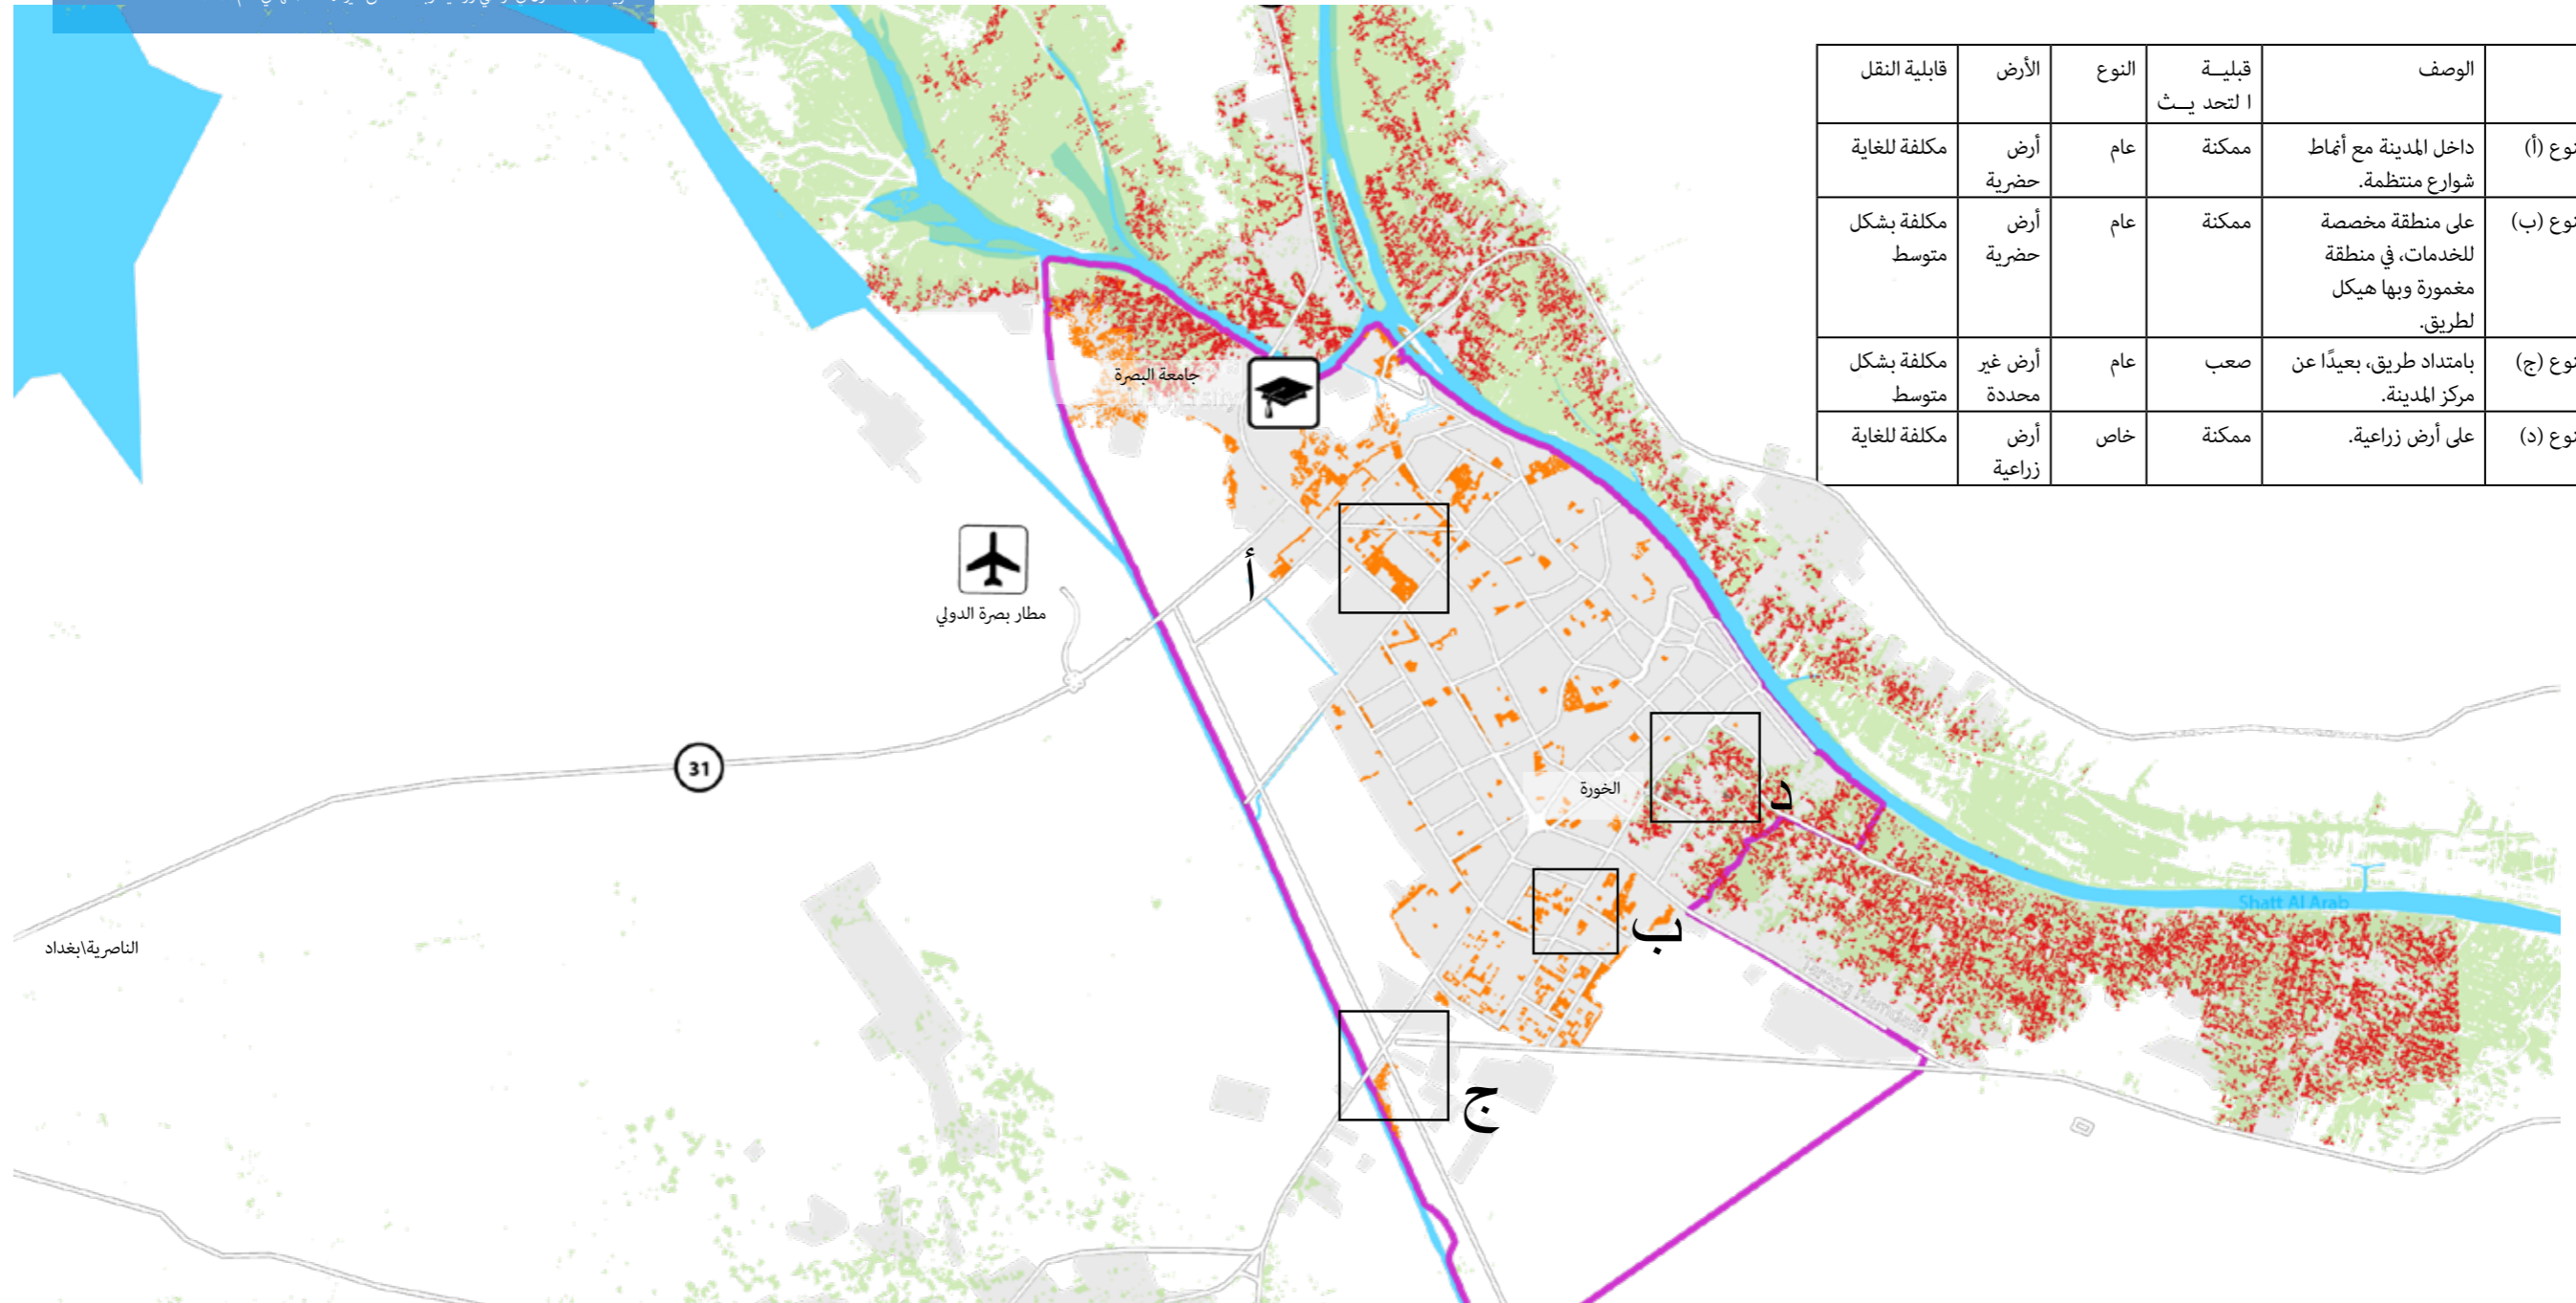 الوصف
قبليــة
ا لتحد يــث
النوع
الأرض
قابلية النقل
نوع (أ)
داخل المدينة مع أنماط
شوارع منتظمة.
ممكنة
عام
أرض
حضرية
مكلفة للغاية
نوع (ب)
على منطقة مخصصة
للخدمات، في منطقة
مغمورة وبها هيكل
لطريق.
ممكنة
عام
أرض
حضرية
مكلفة بشكل
متوسط
نوع (ج)
بامتداد طريق، بعيدًا عن
مركز المدينة.
صعب
عام
أرض غير
محددة
مكلفة بشكل
متوسط
نوع (د)
على أرض زراعية.
ممكنة
خاص
أرض
زراعية
مكلفة للغاية
جامعة البصرة
أ
مطار بصرة الدولي
31
الخورة
د
ب
Shatt Al Arab
الناصرية\بغداد
ج